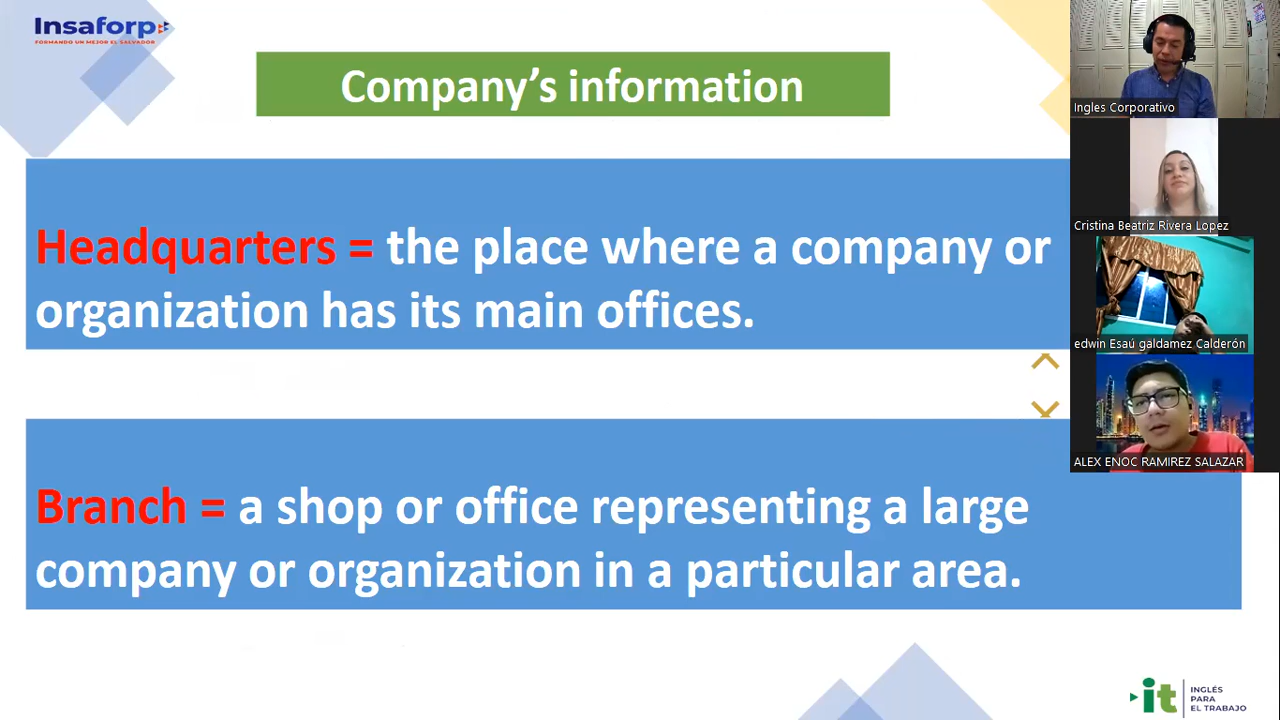 Insaforp
FORMANDO UN MEJOR EL SALVADOR
Company's information
Headquarters = the place where a company or
organization has its main offices.
Branch = a shop or office representing a large
company or organization in a particular area.
Ingles Corporativo
Cristina Beatriz Rivera Lopez
edwin Esaú galdamez Calderón
ALEX ENOC RAMIREZ SALAZAR
it
INGLÉS
PARA
EL TRABAJO